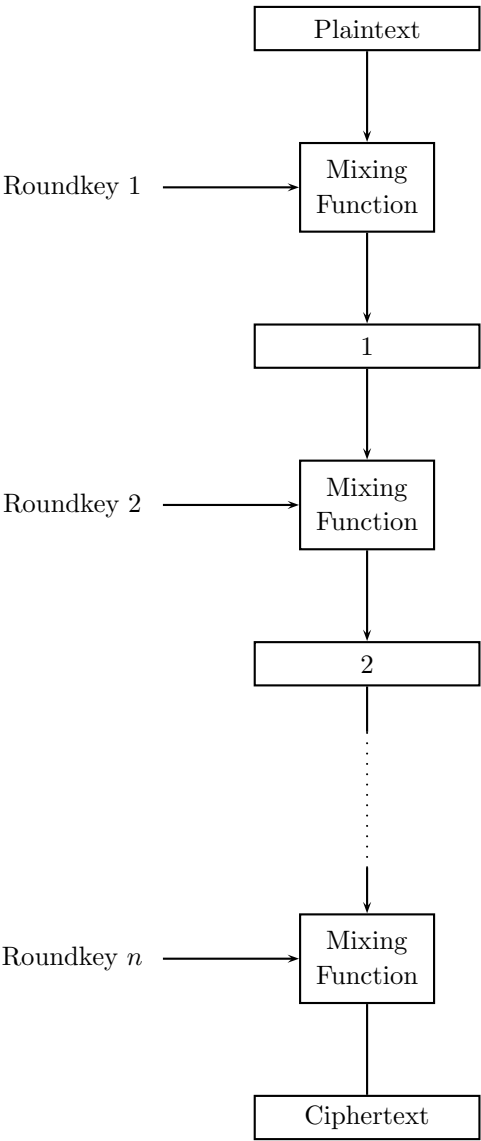 Plaintext
Roundkey 1
Mixing
Function
1
Roundkey 2
Mixing
Function
2
Roundkey n
Mixing
Function
Ciphertext